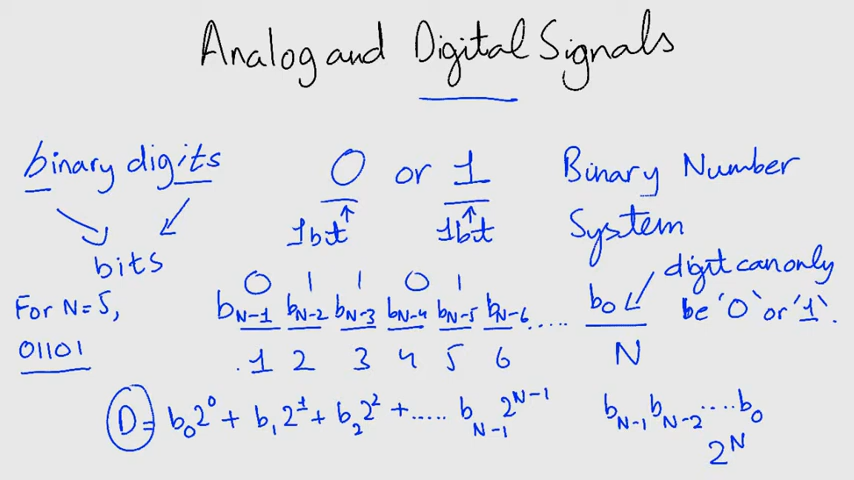 Analog and Digital Signals
binary digits
bits
0 or 1
1bit 1bit
Binary Number
System
digit can only
be '0' or '1'.
For N=5,
01101
0 1 1 0 1
b_{N-1} b_{N-2} b_{N-3} b_{N-4} b_{N-5} b_{N-6} ..... b_0
1 2 3 4 5 6 N
D = b_0 2^0 + b_1 2^1 + b_2 2^2 + ..... b_{N-1} 2^{N-1}
b_{N-1} b_{N-2} .... b_0
2^N